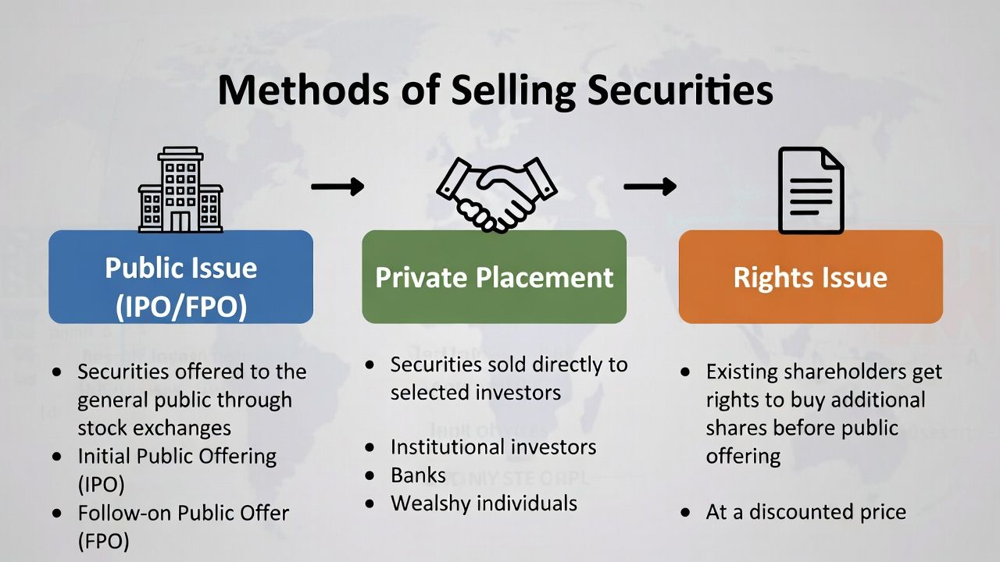 Methods of Selling Securities
Public Issue
(IPO/FPO)
• Securities offered to the
general public through
stock exchanges
• Initial Public Offering
(IPO)
• Follow-on Public Offer
(FPO)
Private Placement
• Securities sold directly to
selected investors
• Institutional investors
• Banks
• Wealshy individuals
Rights Issue
• Existing shareholders get
rights to buy additional
shares before public
offering
• At a discounted price